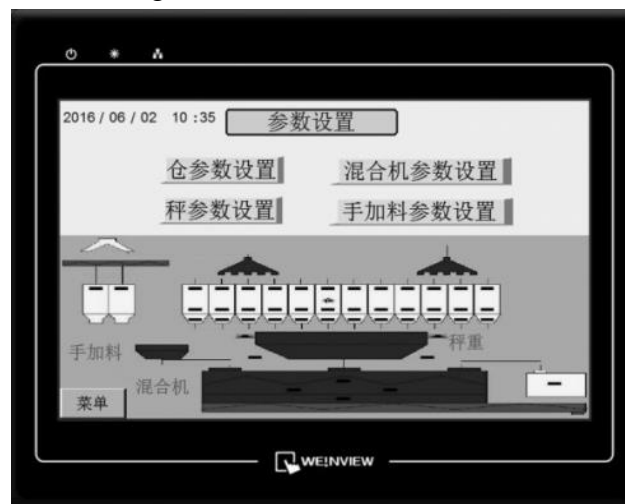 2016 / 06 / 02 10 :35 参数设置
仓参数设置 混合机参数设置
秤参数设置 手加料参数设置
手加料 秤重
混合机
菜单
WE!NVIEW